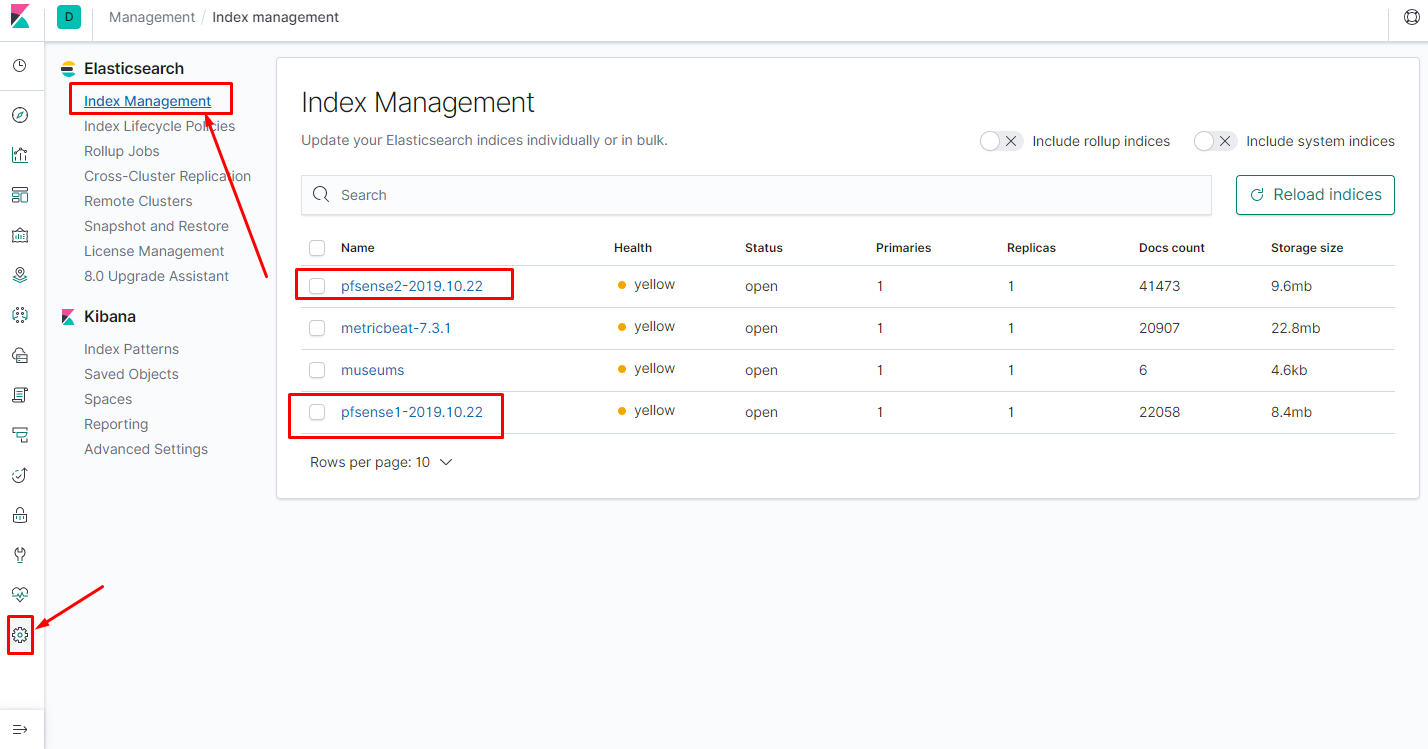 D Management / Index management
Elasticsearch
Index Management
Index Lifecycle Policies
Rollup Jobs
Cross-Cluster Replication
Remote Clusters
Snapshot and Restore
License Management
8.0 Upgrade Assistant
Kibana
Index Patterns
Saved Objects
Spaces
Reporting
Advanced Settings
Index Management
Update your Elasticsearch indices individually or in bulk.
Include rollup indices Include system indices
Search Reload indices
Name Health Status Primaries Replicas Docs count Storage size
pfsense2-2019.10.22 yellow open 1 1 41473 9.6mb
metricbeat-7.3.1 yellow open 1 1 20907 22.8mb
museums yellow open 1 1 6 4.6kb
pfsense1-2019.10.22 yellow open 1 1 22058 8.4mb
Rows per page: 10